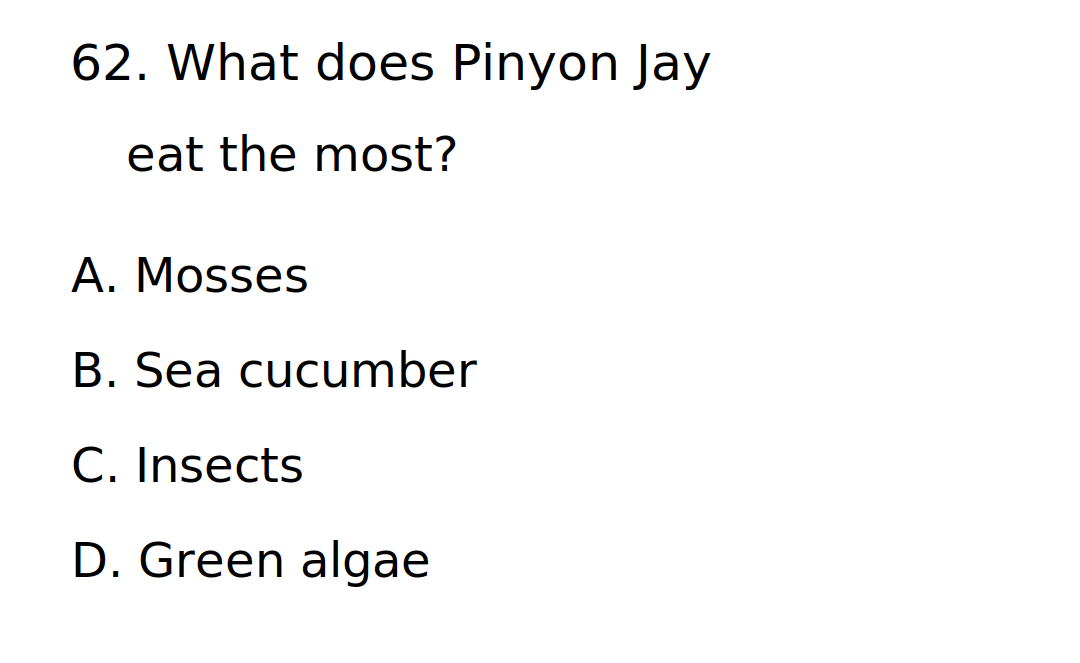 62. What does Pinyon Jay
eat the most?
A. Mosses
B. Sea cucumber
C. Insects
D. Green algae